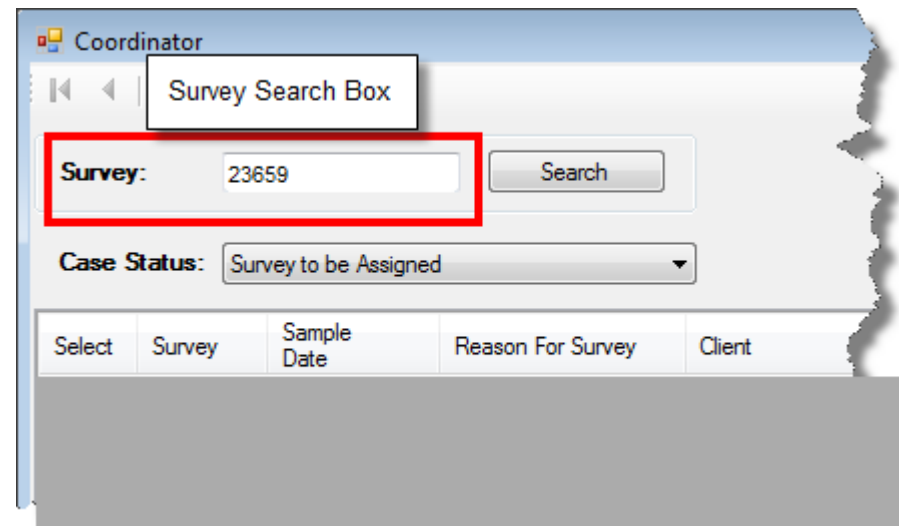 Coordinator
Survey Search Box
Survey: 23659 Search
Case Status: Survey to be Assigned
Select Survey Sample Date Reason For Survey Client